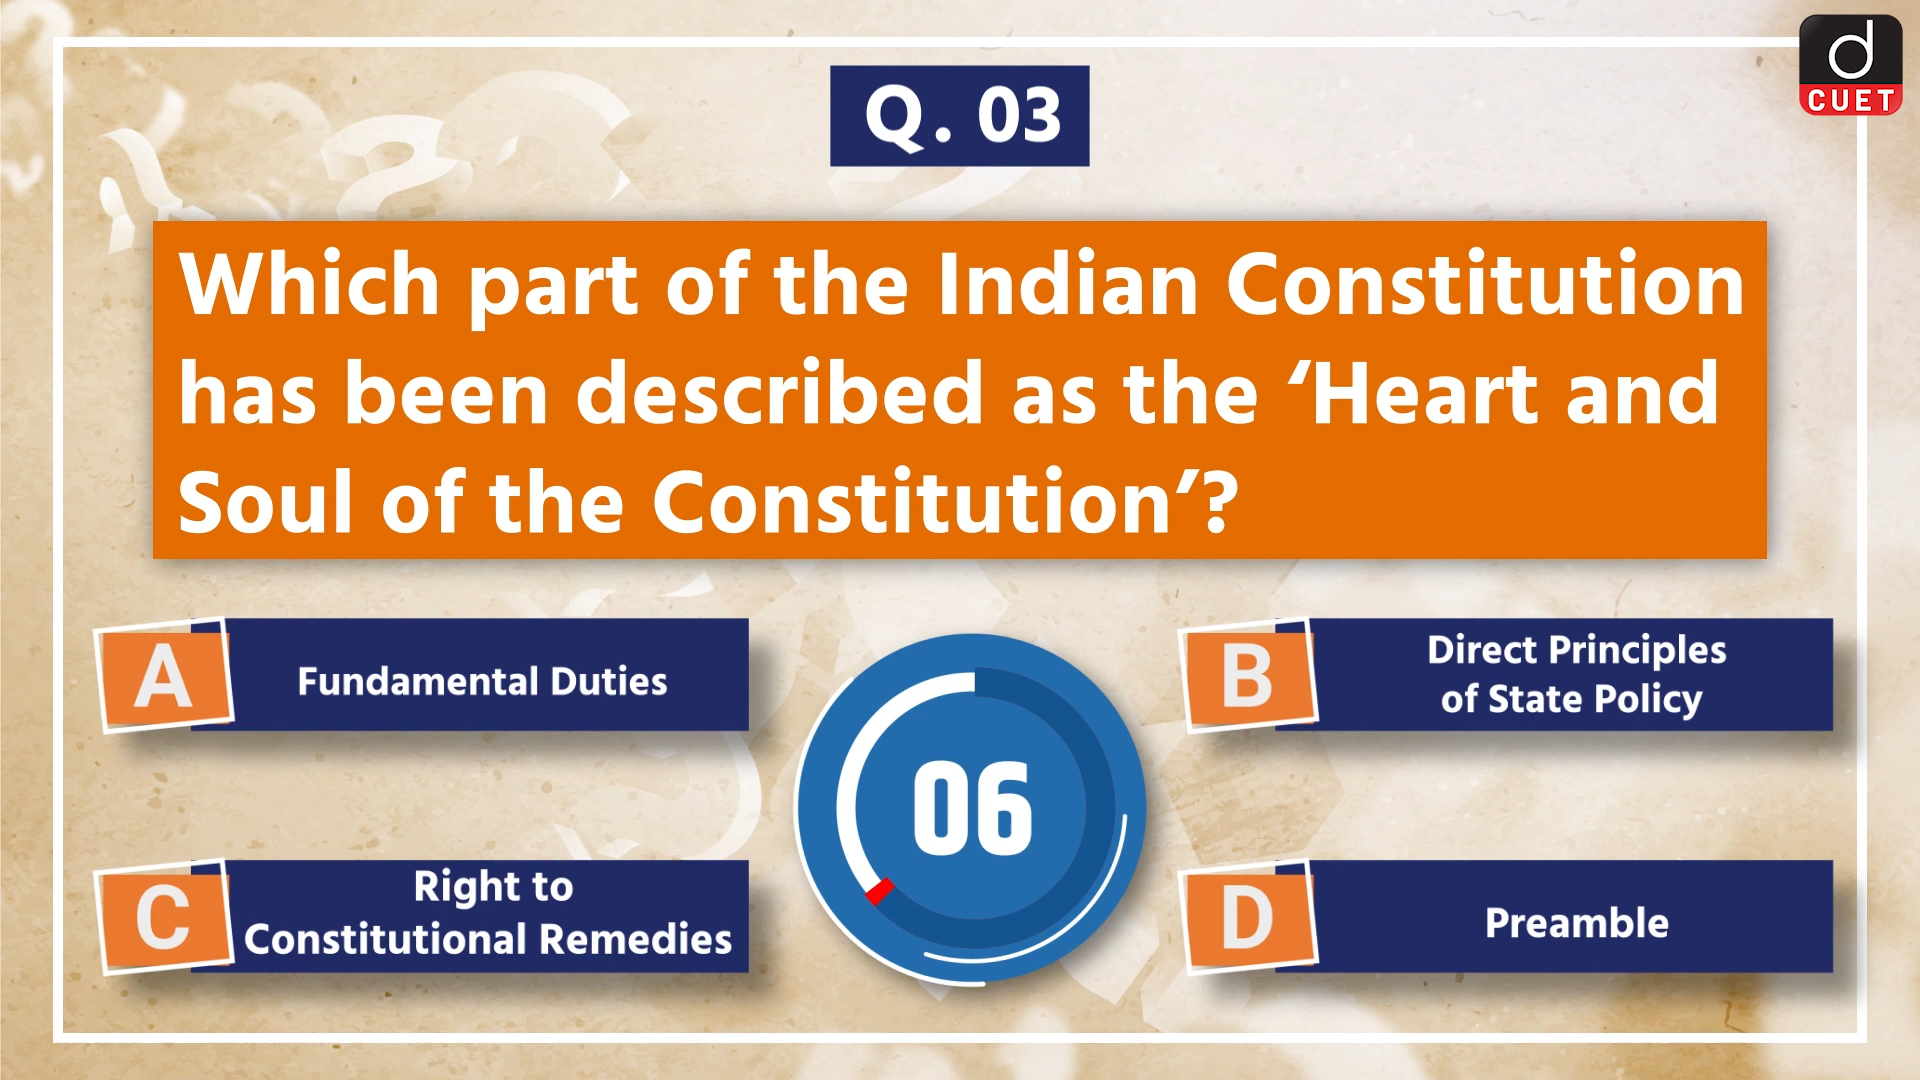 d
CUET
Q. 03
Which part of the Indian Constitution
has been described as the ‘Heart and
Soul of the Constitution’?
A
Fundamental Duties
B
Direct Principles
of State Policy
06
C
Right to
Constitutional Remedies
D
Preamble